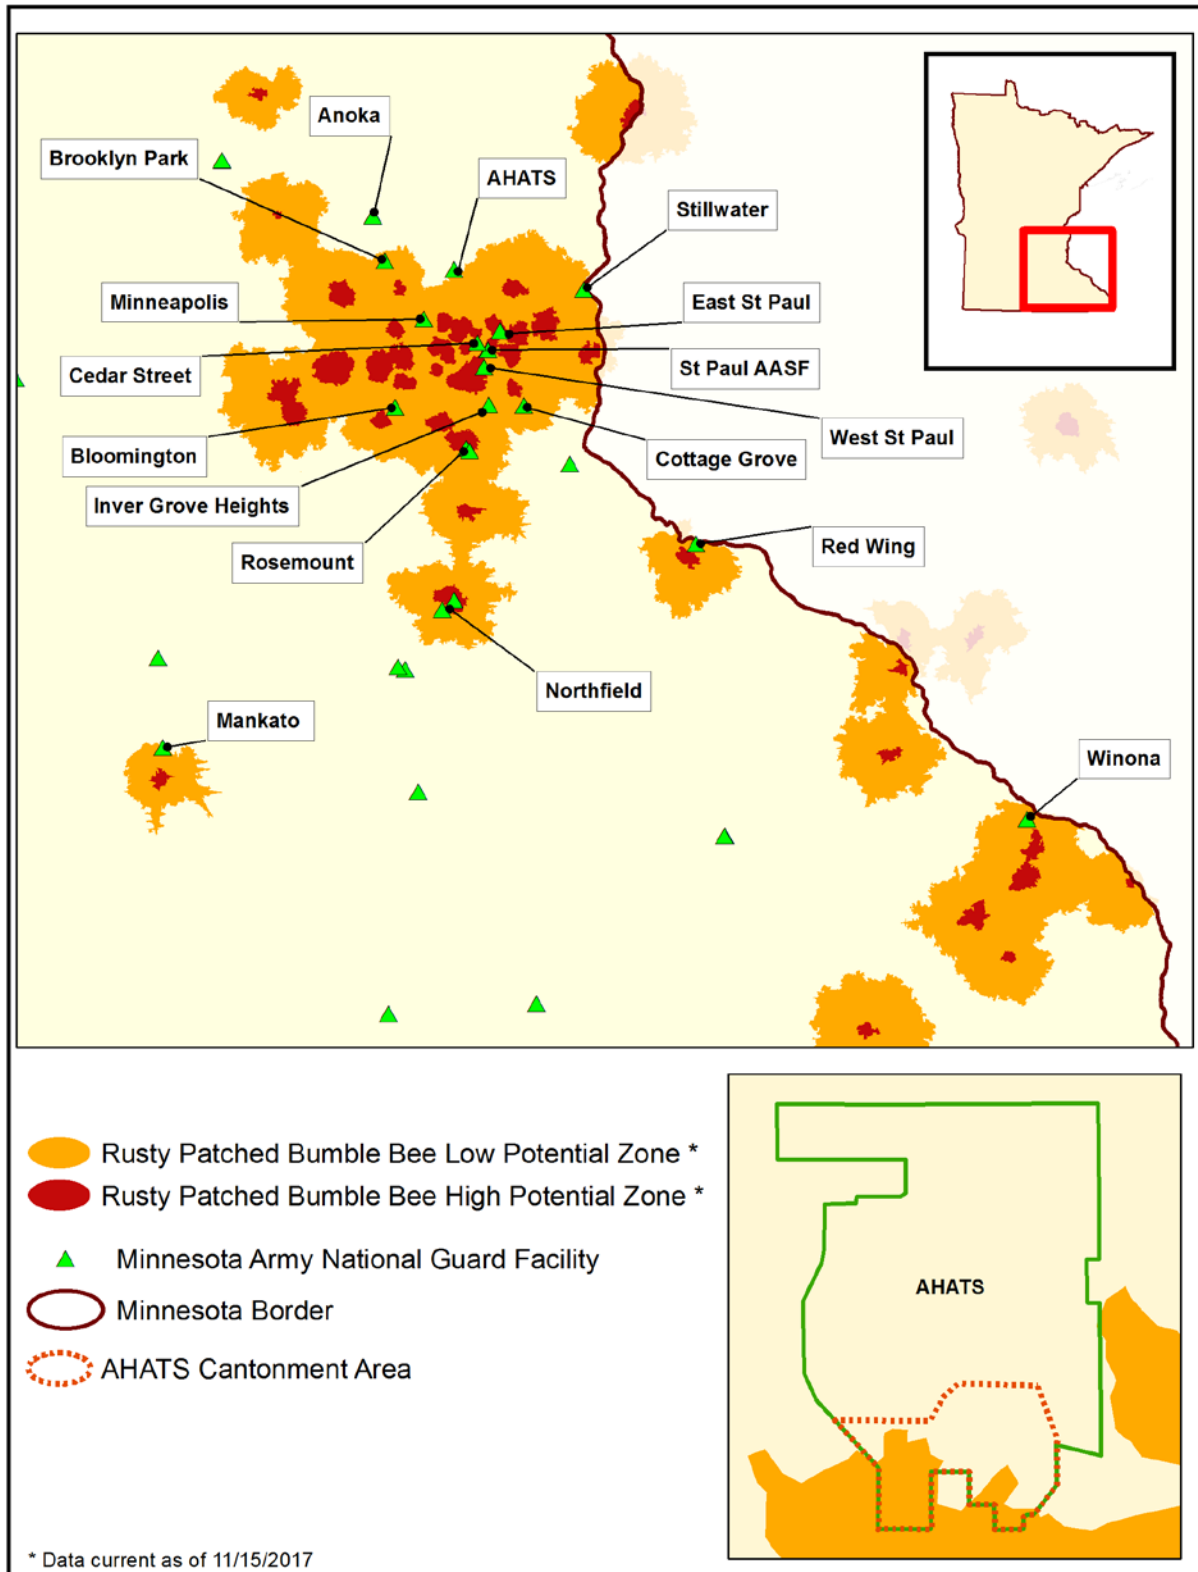 Anoka
Brooklyn Park
AHATS
Stillwater
Minneapolis
East St Paul
Cedar Street
St Paul AASF
West St Paul
Bloomington
Cottage Grove
Inver Grove Heights
Rosemount
Red Wing
Northfield
Mankato
Winona
Rusty Patched Bumble Bee Low Potential Zone *
Rusty Patched Bumble Bee High Potential Zone *
Minnesota Army National Guard Facility
Minnesota Border
AHATS Cantonment Area
AHATS
* Data current as of 11/15/2017